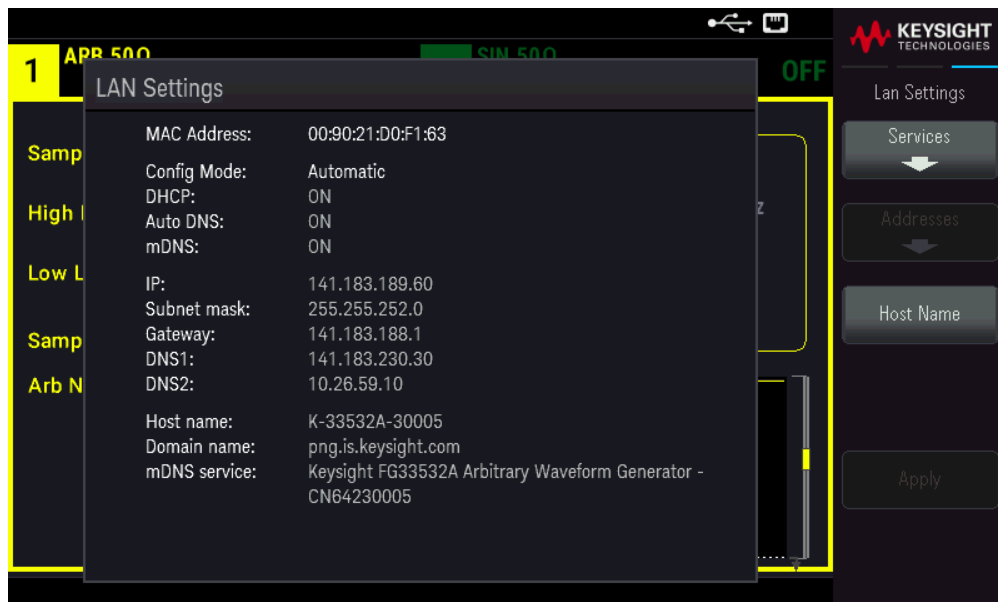 KEYSIGHT
TECHNOLOGIES
1
OFF
LAN Settings
MAC Address: 00:90:21:D0:F1:63
Config Mode: Automatic
DHCP: ON
Auto DNS: ON
mDNS: ON
IP: 141.183.189.60
Subnet mask: 255.255.252.0
Gateway: 141.183.188.1
DNS1: 141.183.230.30
DNS2: 10.26.59.10
Host name: K-33532A-30005
Domain name: png.is.keysight.com
mDNS service: Keysight FG33532A Arbitrary Waveform Generator -
CN64230005
Samp
High
Low L
Samp
Arb N
z
Lan Settings
Services
Addresses
Host Name
Apply